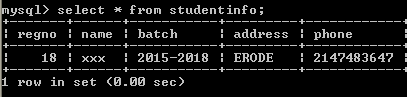 mysql> select * from studentinfo;
+-------+------+-----------+---------+------------+
| regno | name | batch | address | phone |
+-------+------+-----------+---------+------------+
| 18 | xxx | 2015-2018 | ERODE | 2147483647 |
+-------+------+-----------+---------+------------+
1 row in set (0.00 sec)